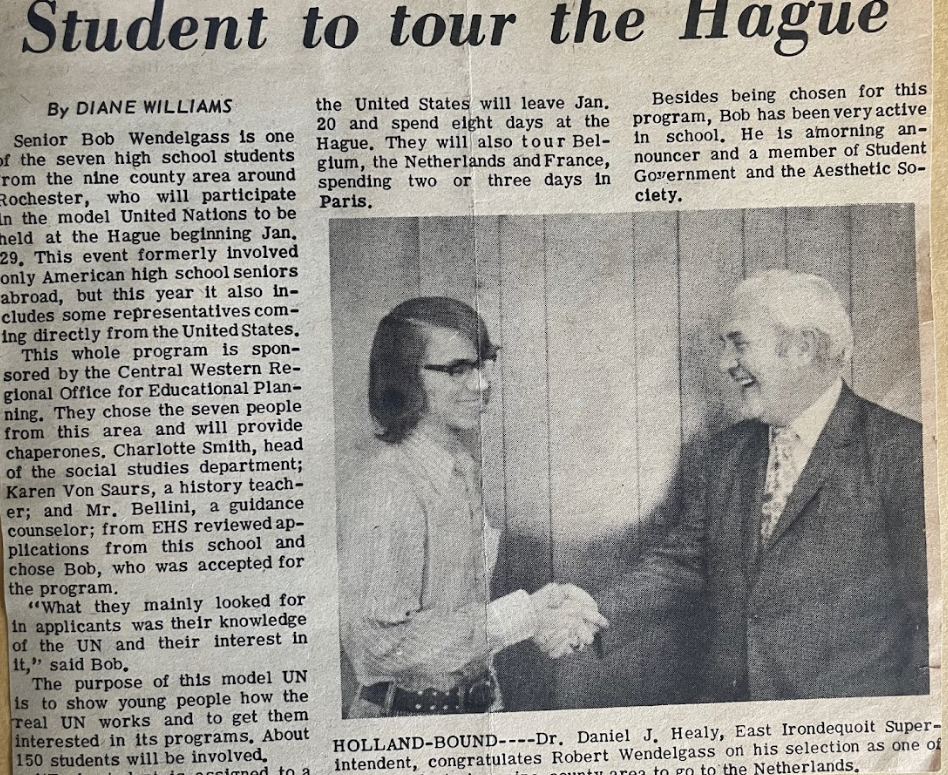 Student to tour the Hague
By DIANE WILLIAMS
Senior Bob Wendelgass is one
of the seven high school students
from the nine county area around
Rochester, who will participate
in the model United Nations to be
held at the Hague beginning Jan.
29. This event formerly involved
only American high school seniors
abroad, but this year it also in-
cludes some representatives com-
ing directly from the United States.
This whole program is spon-
sored by the Central Western Re-
gional Office for Educational Plan-
ning. They chose the seven people
from this area and will provide
chaperones. Charlotte Smith, head
of the social studies department;
Karen Von Saurs, a history teach-
er; and Mr. Bellini, a guidance
counselor; from EHS reviewed ap-
plications from this school and
chose Bob, who was accepted for
the program.
"What they mainly looked for
in applicants was their knowledge
of the UN and their interest in
it," said Bob.
The purpose of this model UN
is to show young people how the
real UN works and to get them
interested in its programs. About
150 students will be involved.
student is assigned to a
the United States will leave Jan.
20 and spend eight days at the
Hague. They will also tour Bel-
gium, the Netherlands and France,
spending two or three days in
Paris.
Besides being chosen for this
program, Bob has been very active
in school. He is a morning an-
nouncer and a member of Student
Government and the Aesthetic So-
ciety.
HOLLAND-BOUND----Dr. Daniel J. Healy, East Irondequoit Super-
intendent, congratulates Robert Wendelgass on his selection as one of
county area to go to the Netherlands.